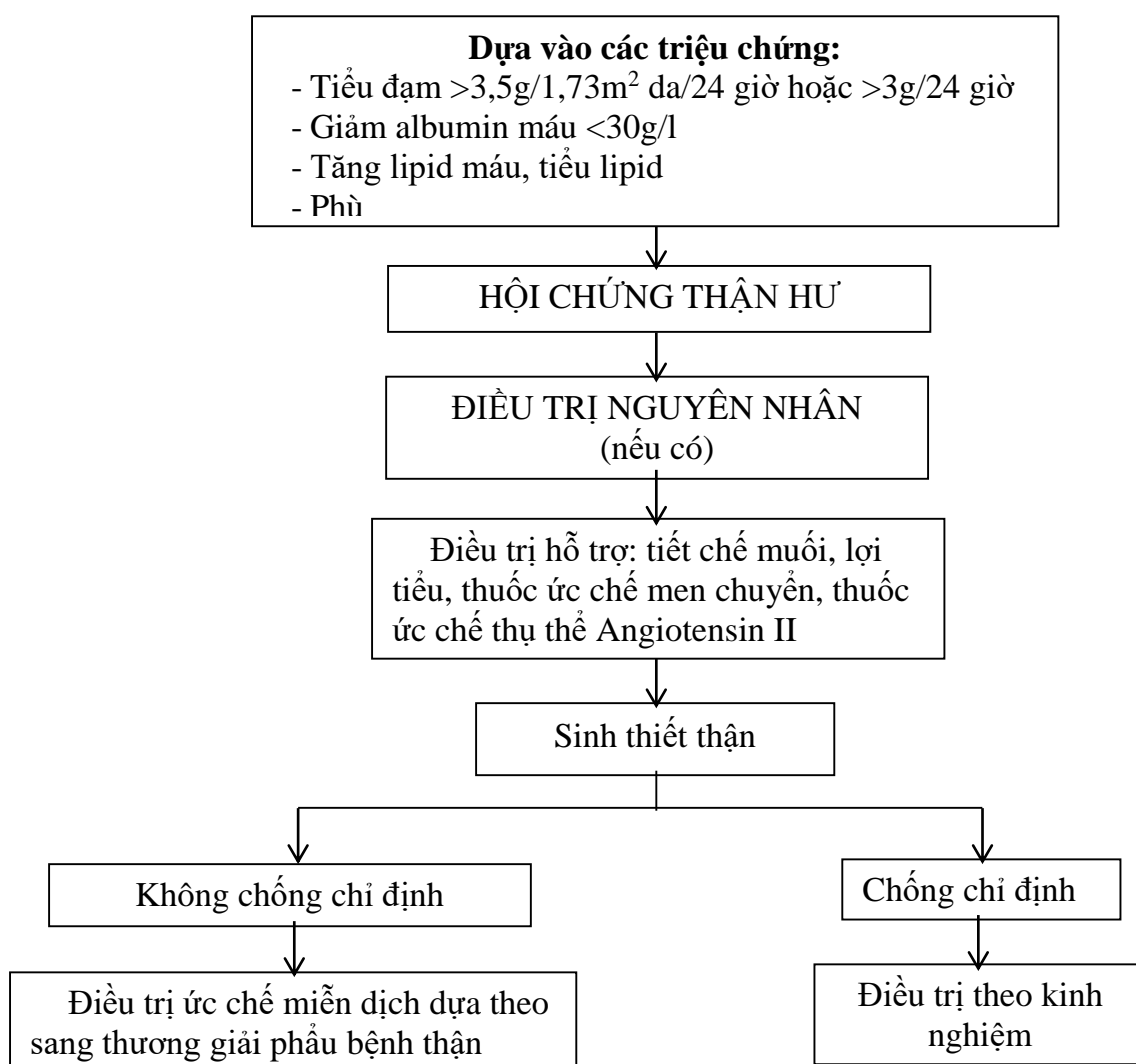 Dựa vào các triệu chứng:
- Tiểu đạm >3,5g/1,73m² da/24 giờ hoặc >3g/24 giờ
- Giảm albumin máu <30g/l
- Tăng lipid máu, tiểu lipid
- Phù
HỘI CHỨNG THẬN HƯ
ĐIỀU TRỊ NGUYÊN NHÂN
(nếu có)
Điều trị hỗ trợ: tiết chế muối, lợi
tiểu, thuốc ức chế men chuyển, thuốc
ức chế thụ thể Angiotensin II
Sinh thiết thận
Không chống chỉ định
Chống chỉ định
Điều trị ức chế miễn dịch dựa theo
sang thương giải phẩu bệnh thận
Điều trị theo kinh
nghiệm